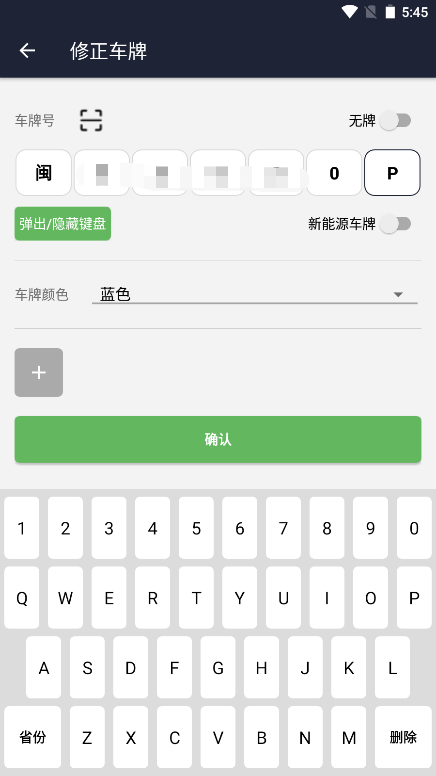 5:45
修正车牌
车牌号 无牌
闽 0 P
弹出/隐藏键盘 新能源车牌
车牌颜色 蓝色
+
确认
1 2 3 4 5 6 7 8 9 0
Q W E R T Y U I O P
A S D F G H J K L
省份 Z X C V B N M 删除